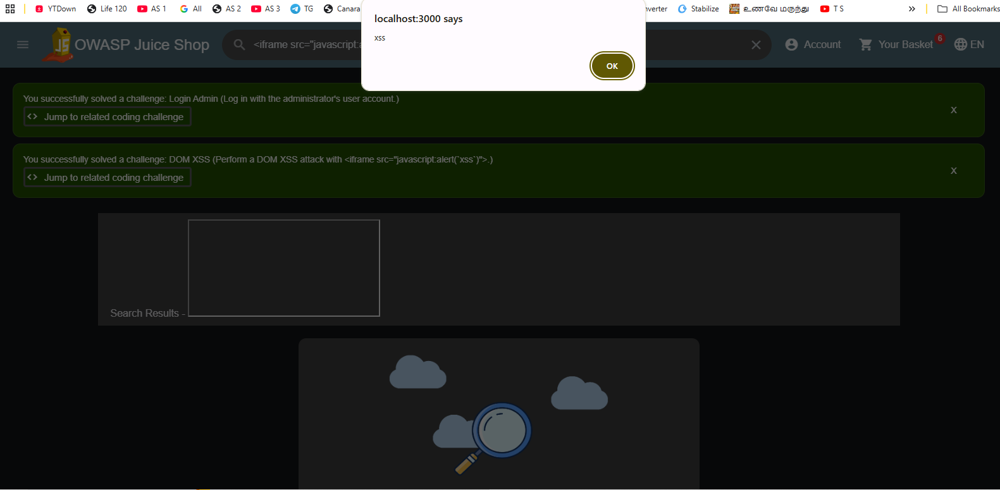 YTDown Life 120 AS 1 All AS 2 AS 3 TG Canara nverter Stabilize உணவே மருந்து T S » All Bookmarks
localhost:3000 says
xss
OK
OWASP Juice Shop <iframe src="javascript:a Account Your Basket 6 EN
You successfully solved a challenge: Login Admin (Log in with the administrator's user account.)
<> Jump to related coding challenge
X
You successfully solved a challenge: DOM XSS (Perform a DOM XSS attack with <iframe src="javascript:alert(`xss`)">.)
<> Jump to related coding challenge
X
Search Results -